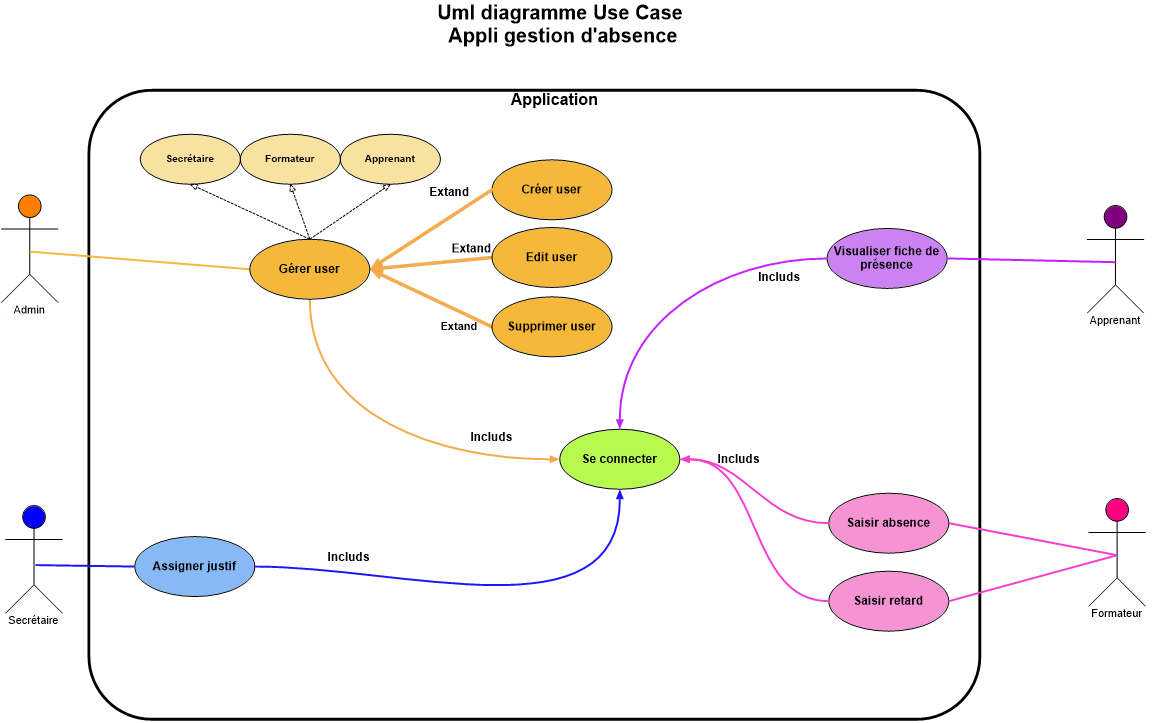 Uml diagramme Use Case
Appli gestion d'absence
Application
Secrétaire
Formateur
Apprenant
Extand
Créer user
Extand
Edit user
Gérer user
Extand
Supprimer user
Admin
Visualiser fiche de
présence
Includs
Apprenant
Includs
Se connecter
Includs
Saisir absence
Saisir retard
Formateur
Includs
Assigner justif
Secrétaire